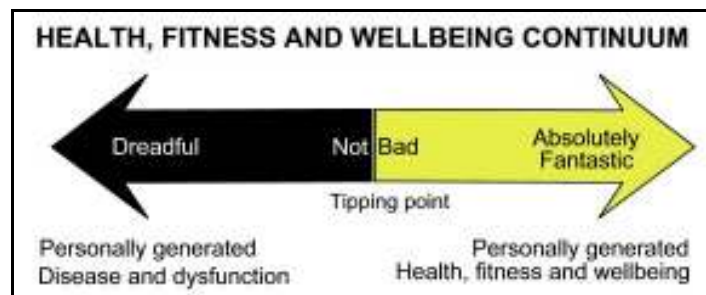 HEALTH, FITNESS AND WELLBEING CONTINUUM
Dreadful Not Bad Absolutely
Fantastic
Tipping point
Personally generated
Disease and dysfunction
Personally generated
Health, fitness and wellbeing